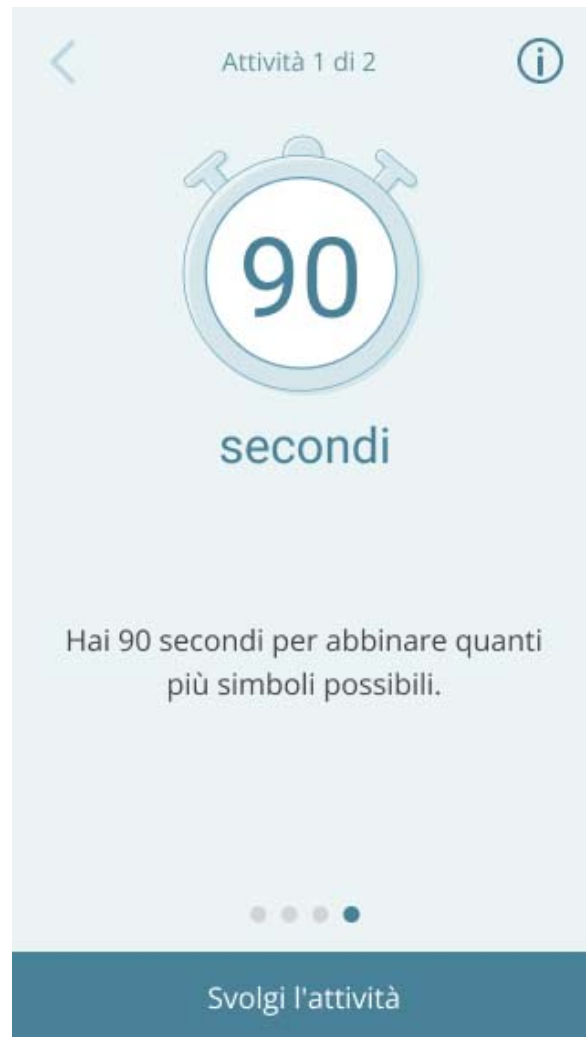 Attività 1 di 2
90
secondi
Hai 90 secondi per abbinare quanti
più simboli possibili.
Svolgi l'attività